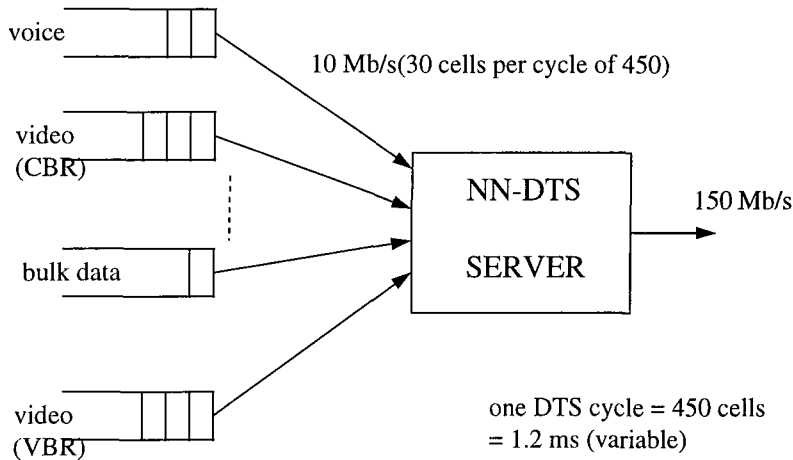 voice
10 Mb/s(30 cells per cycle of 450)
video
(CBR)
NN-DTS
SERVER
150 Mb/s
bulk data
video
(VBR)
one DTS cycle = 450 cells
= 1.2 ms (variable)